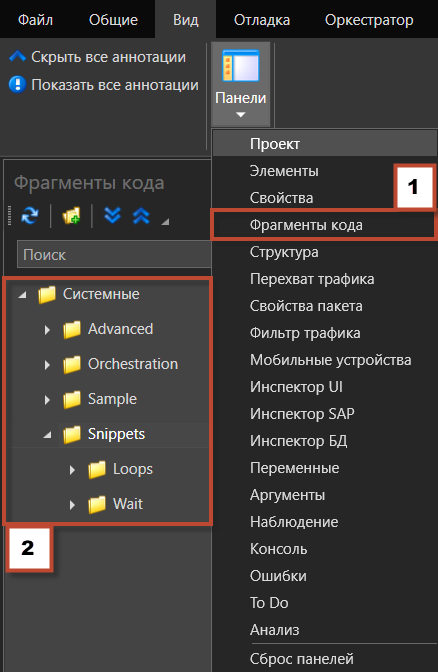 Файл Общие Вид Отладка Оркестратор
Скрыть все аннотации
Показать все аннотации
Панели
Фрагменты кода
Поиск
Системные
Advanced
Orchestration
Sample
Snippets
Loops
Wait
2
Проект
Элементы
1
Свойства
Фрагменты кода
Структура
Перехват трафика
Свойства пакета
Фильтр трафика
Мобильные устройства
Инспектор UI
Инспектор SAP
Инспектор БД
Переменные
Аргументы
Наблюдение
Консоль
Ошибки
To Do
Анализ
Сброс панелей